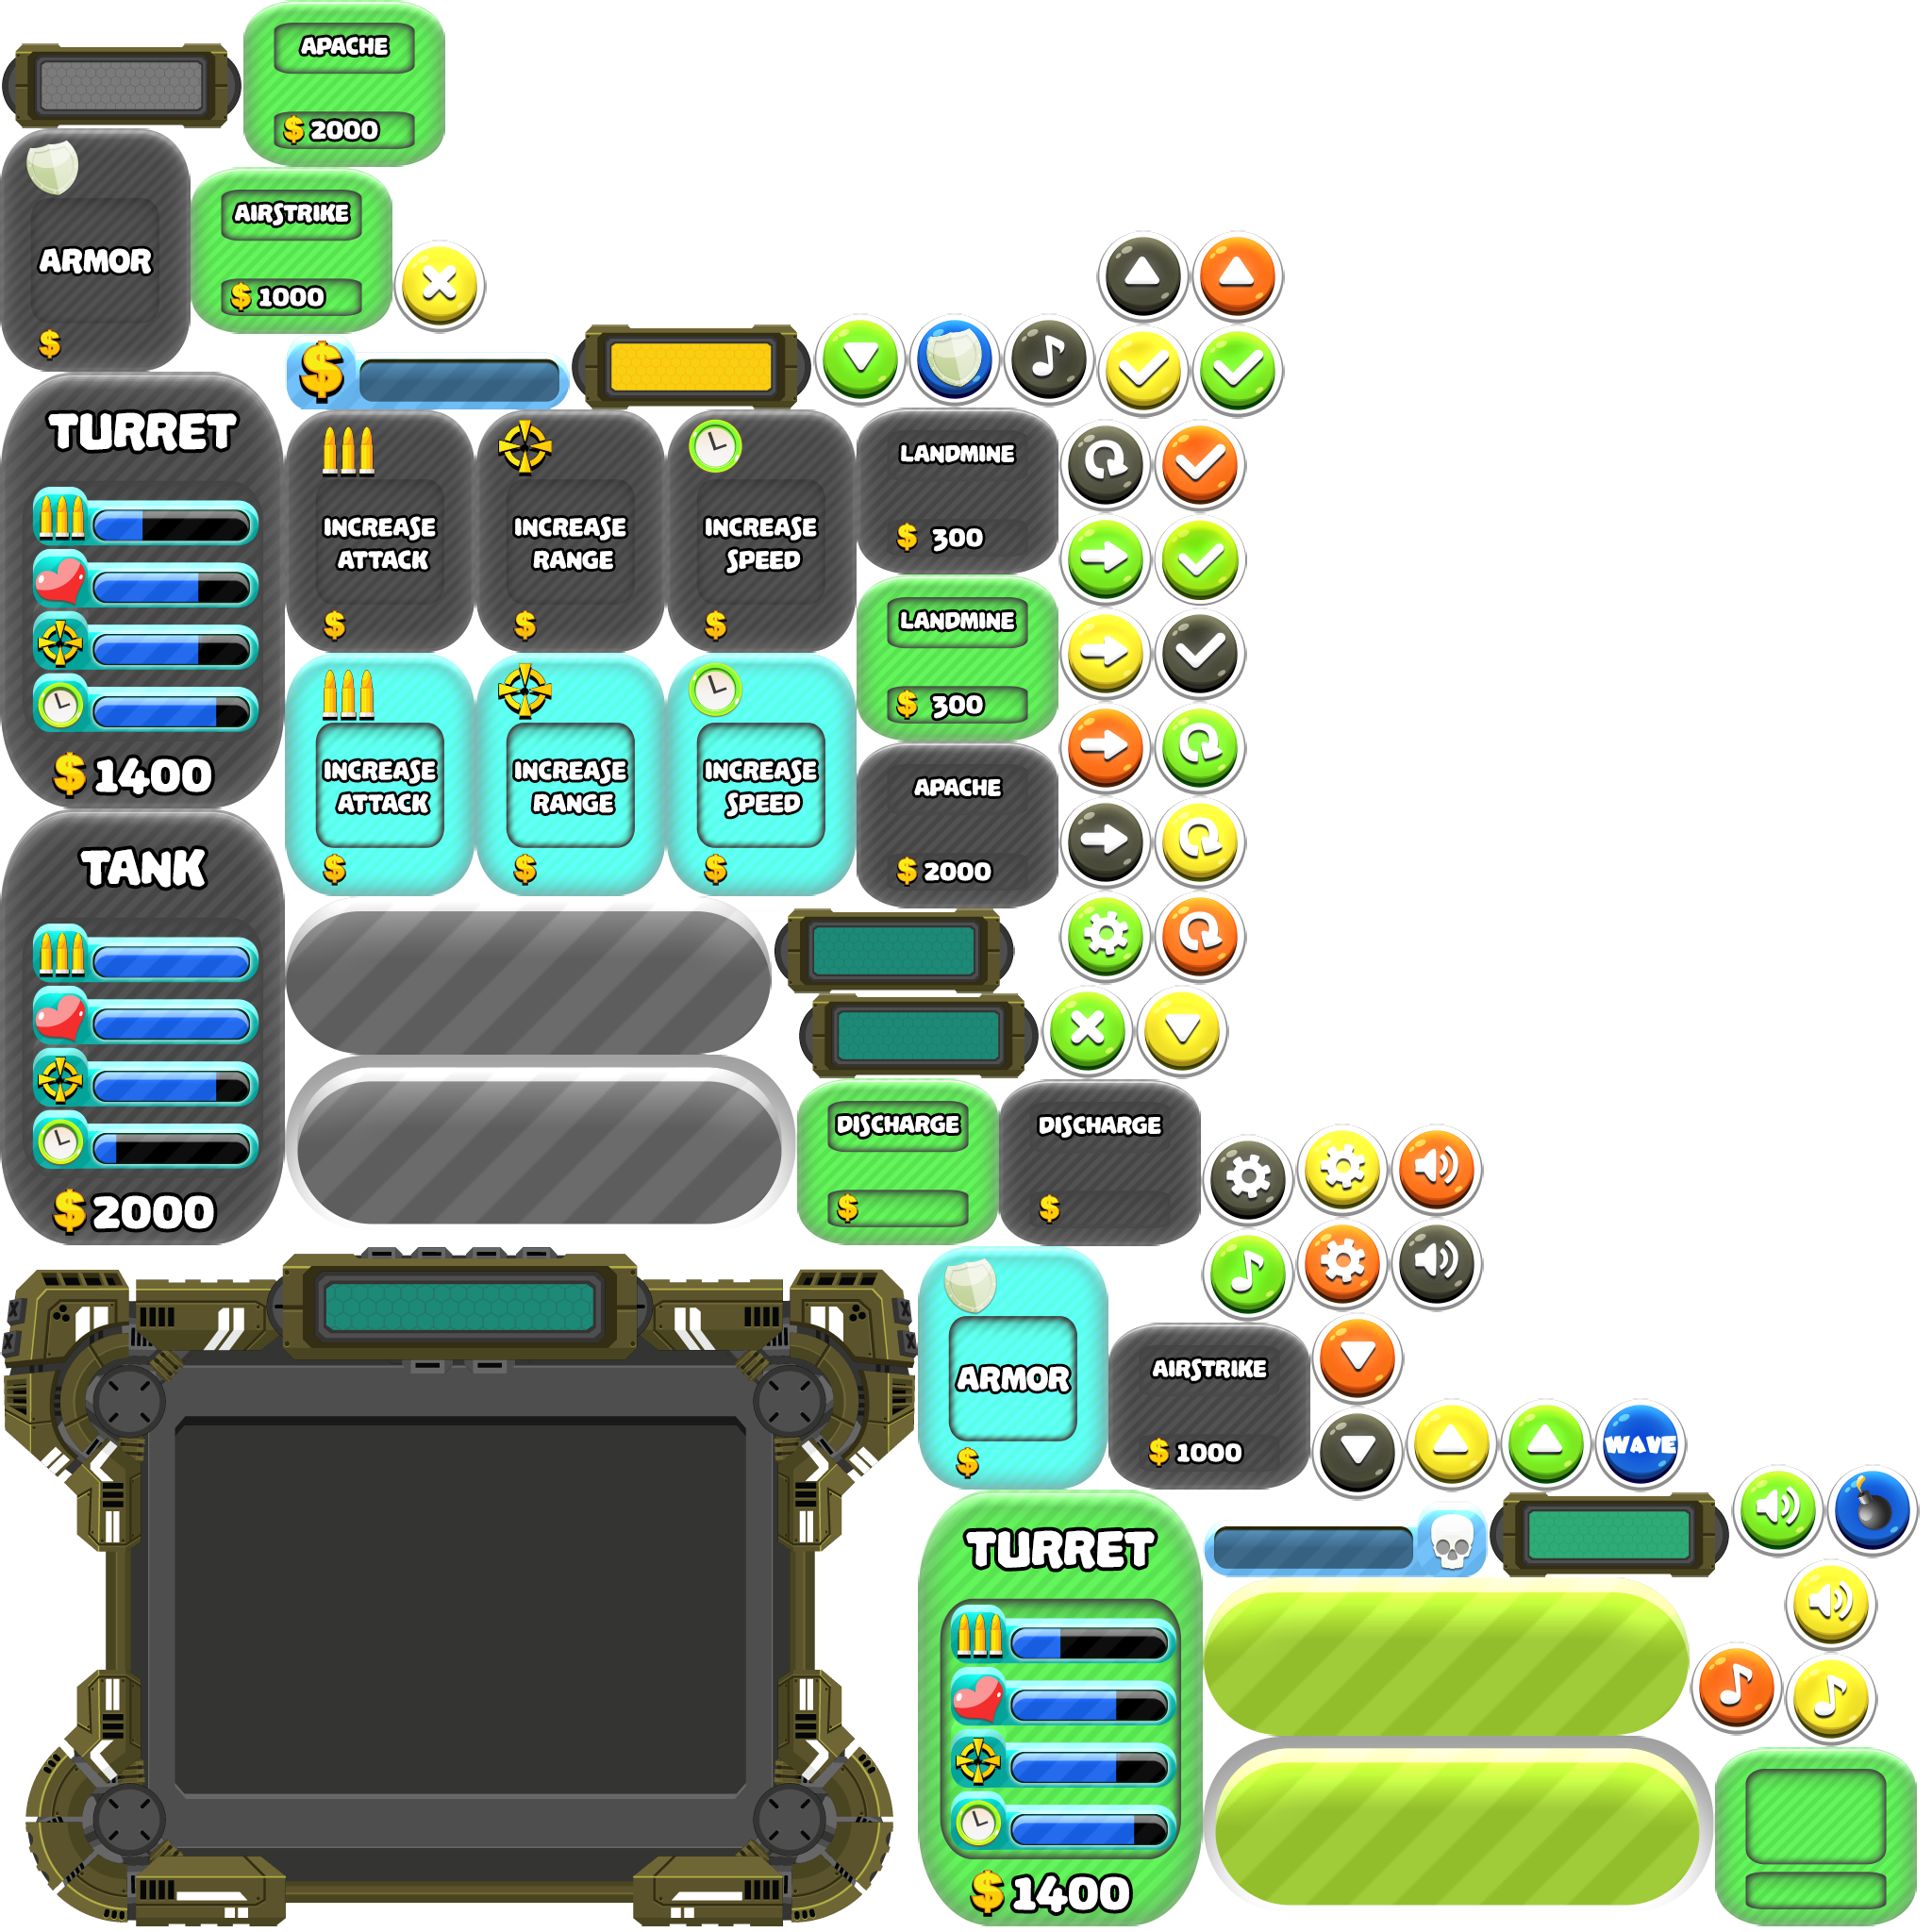 APACHE
$ 2000
ARMOR
$
AIRSTRIKE
$ 1000
$
TURRET
$ 1400
INCREASE
ATTACK
$
INCREASE
RANGE
$
INCREASE
SPEED
$
LANDMINE
$ 300
LANDMINE
$ 300
INCREASE
ATTACK
$
INCREASE
RANGE
$
INCREASE
SPEED
$
APACHE
$ 2000
TANK
$ 2000
DISCHARGE
$
DISCHARGE
$
ARMOR
$
AIRSTRIKE
$ 1000
WAVE
TURRET
$ 1400